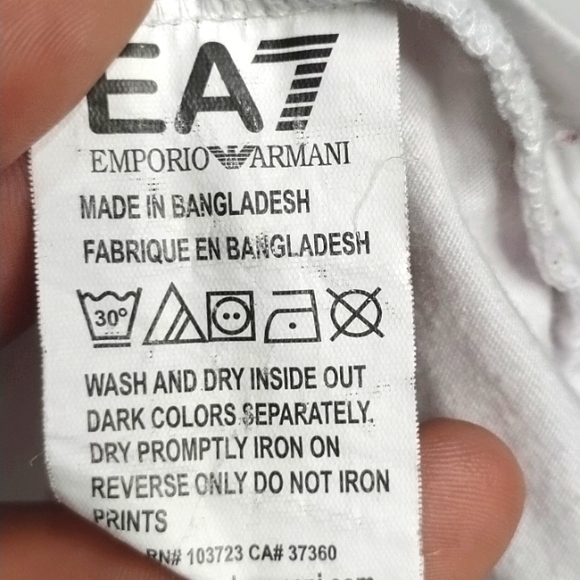 EA7
EMPORIO ARMANI
MADE IN BANGLADESH
FABRIQUE EN BANGLADESH
30°
WASH AND DRY INSIDE OUT
DARK COLORS SEPARATELY.
DRY PROMPTLY IRON ON
REVERSE ONLY DO NOT IRON
PRINTS
RN# 103723 CA# 37360